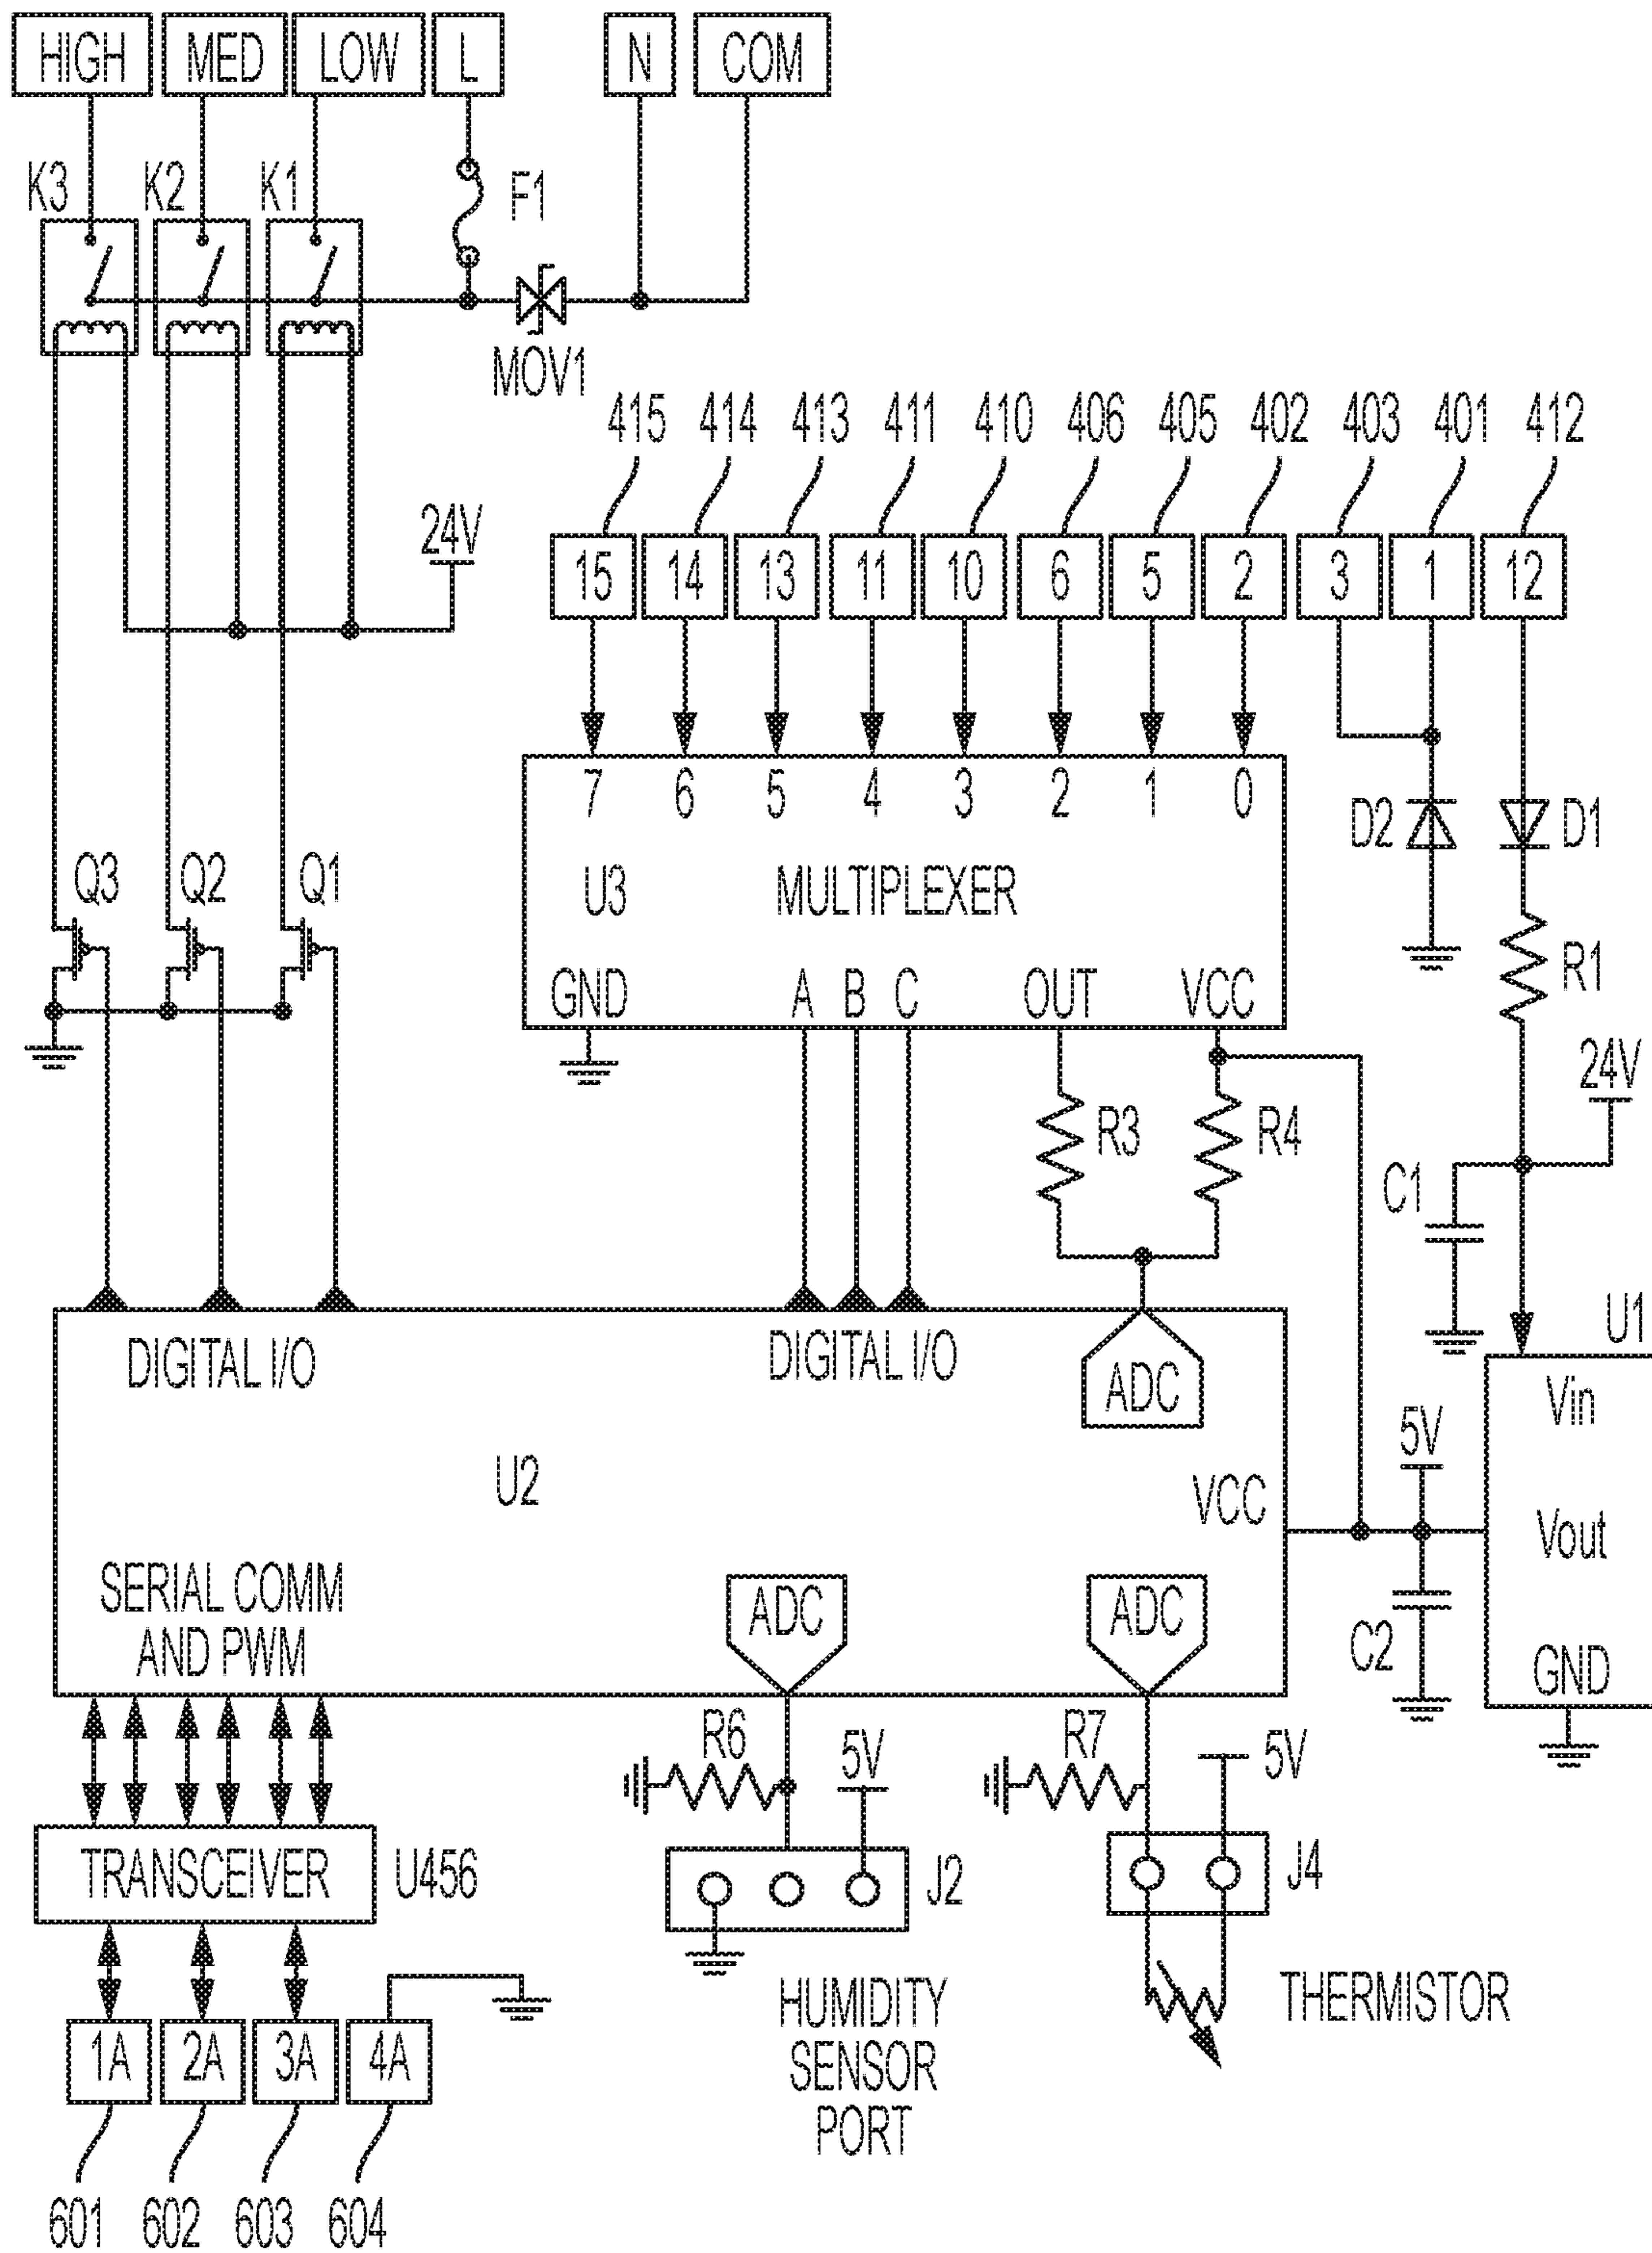 HIGH MED LOW L N COM
K3 K2 K1 F1
MOV1
415 414 413 411 410 406 405 402 403 401 412
24V
15 14 13 11 10 6 5 2 3 1 12
7 6 5 4 3 2 1 0
D2 D1
Q3 Q2 Q1
U3 MULTIPLEXER
R1
GND A B C OUT VCC
24V
R3 R4
C1
U1
DIGITAL I/O DIGITAL I/O
ADC
Vin
5V
U2
VCC
Vout
SERIAL COMM
AND PWM
ADC ADC
C2
GND
R6 5V R7 5V
TRANSCEIVER U456
J2 J4
HUMIDITY
SENSOR
PORT
THERMISTOR
1A 2A 3A 4A
601 602 603 604